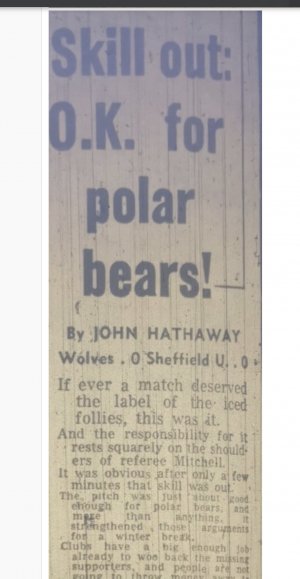 Skill out:
O.K. for
polar
bears!
By JOHN HATHAWAY
Wolves . 0 Sheffield U. . 0
If ever a match deserved
the label of the iced
follies, this was it.
And the responsibility for it
rests squarely on the should-
ers of referee Mitchell.
It was obvious after only a few
minutes that skill was out.
The pitch was just about good
enough for polar bears, and
more than anything, it
strengthened those arguments
for a winter break.
Clubs have a big enough job
already to woo back the missing
supporters, and people are not
going to throw